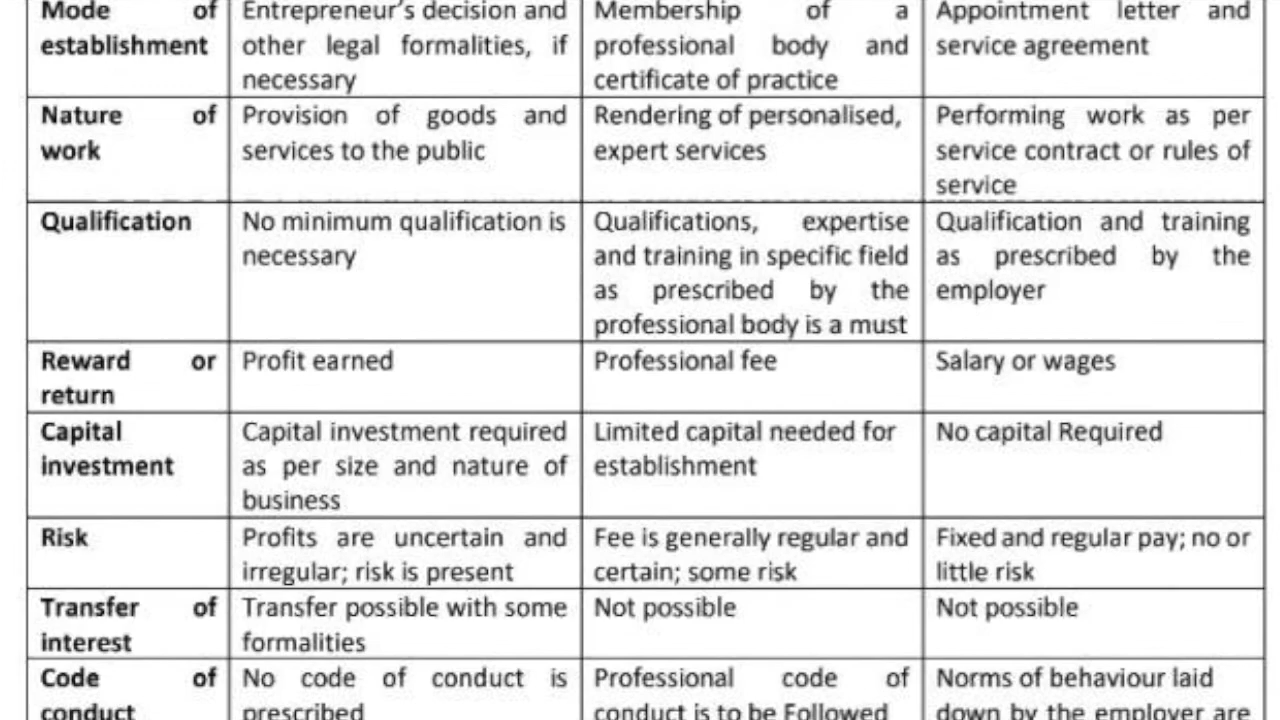 Mode of
establishment
Entrepreneur's decision and
other legal formalities, if
necessary
Membership of a
professional body and
certificate of practice
Appointment letter and
service agreement
Nature of
work
Provision of goods and
services to the public
Rendering of personalised,
expert services
Performing work as per
service contract or rules of
service
Qualification
No minimum qualification is
necessary
Qualifications, expertise
and training in specific field
as prescribed by the
professional body is a must
Qualification and training
as prescribed by the
employer
Reward or
return
Profit earned
Professional fee
Salary or wages
Capital
investment
Capital investment required
as per size and nature of
business
Limited capital needed for
establishment
No capital Required
Risk
Profits are uncertain and
irregular; risk is present
Fee is generally regular and
certain; some risk
Fixed and regular pay; no or
little risk
Transfer of
interest
Transfer possible with some
formalities
Not possible
Not possible
Code of
conduct
No code of conduct is
prescribed
Professional code of
conduct is to be Followed
Norms of behaviour laid
down by the employer are